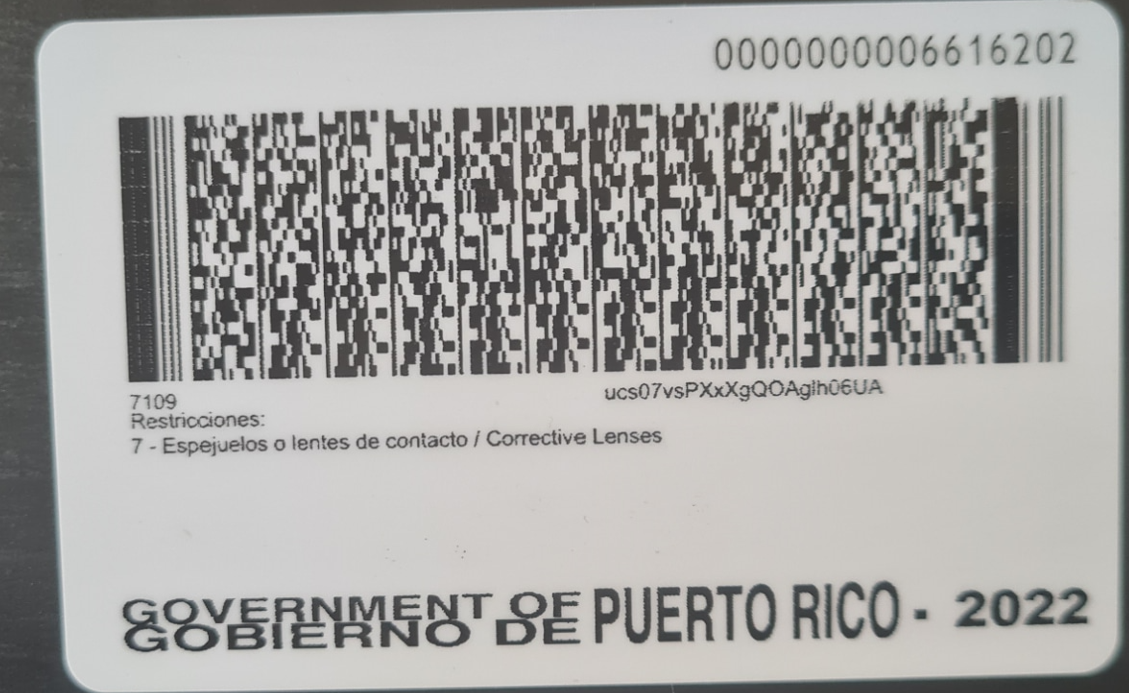 0000000006616202
7109
ucs07vsPXxXgQOAglh06UA
Restricciones:
7 - Espejuelos o lentes de contacto / Corrective Lenses
GOVERNMENT OF
GOBIERNO DE PUERTO RICO - 2022